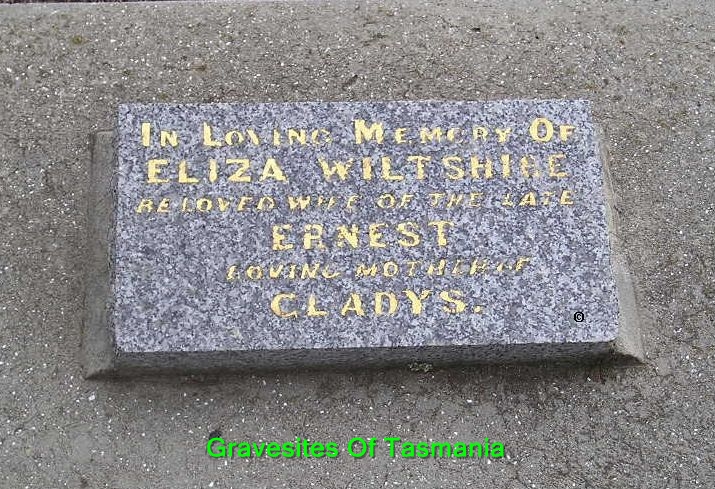 In Loving Memory Of
ELIZA WILTSHIRE
BELOVED WIFE OF THE LATE
ERNEST
LOVING MOTHER OF
GLADYS.
©
Gravesites Of Tasmania